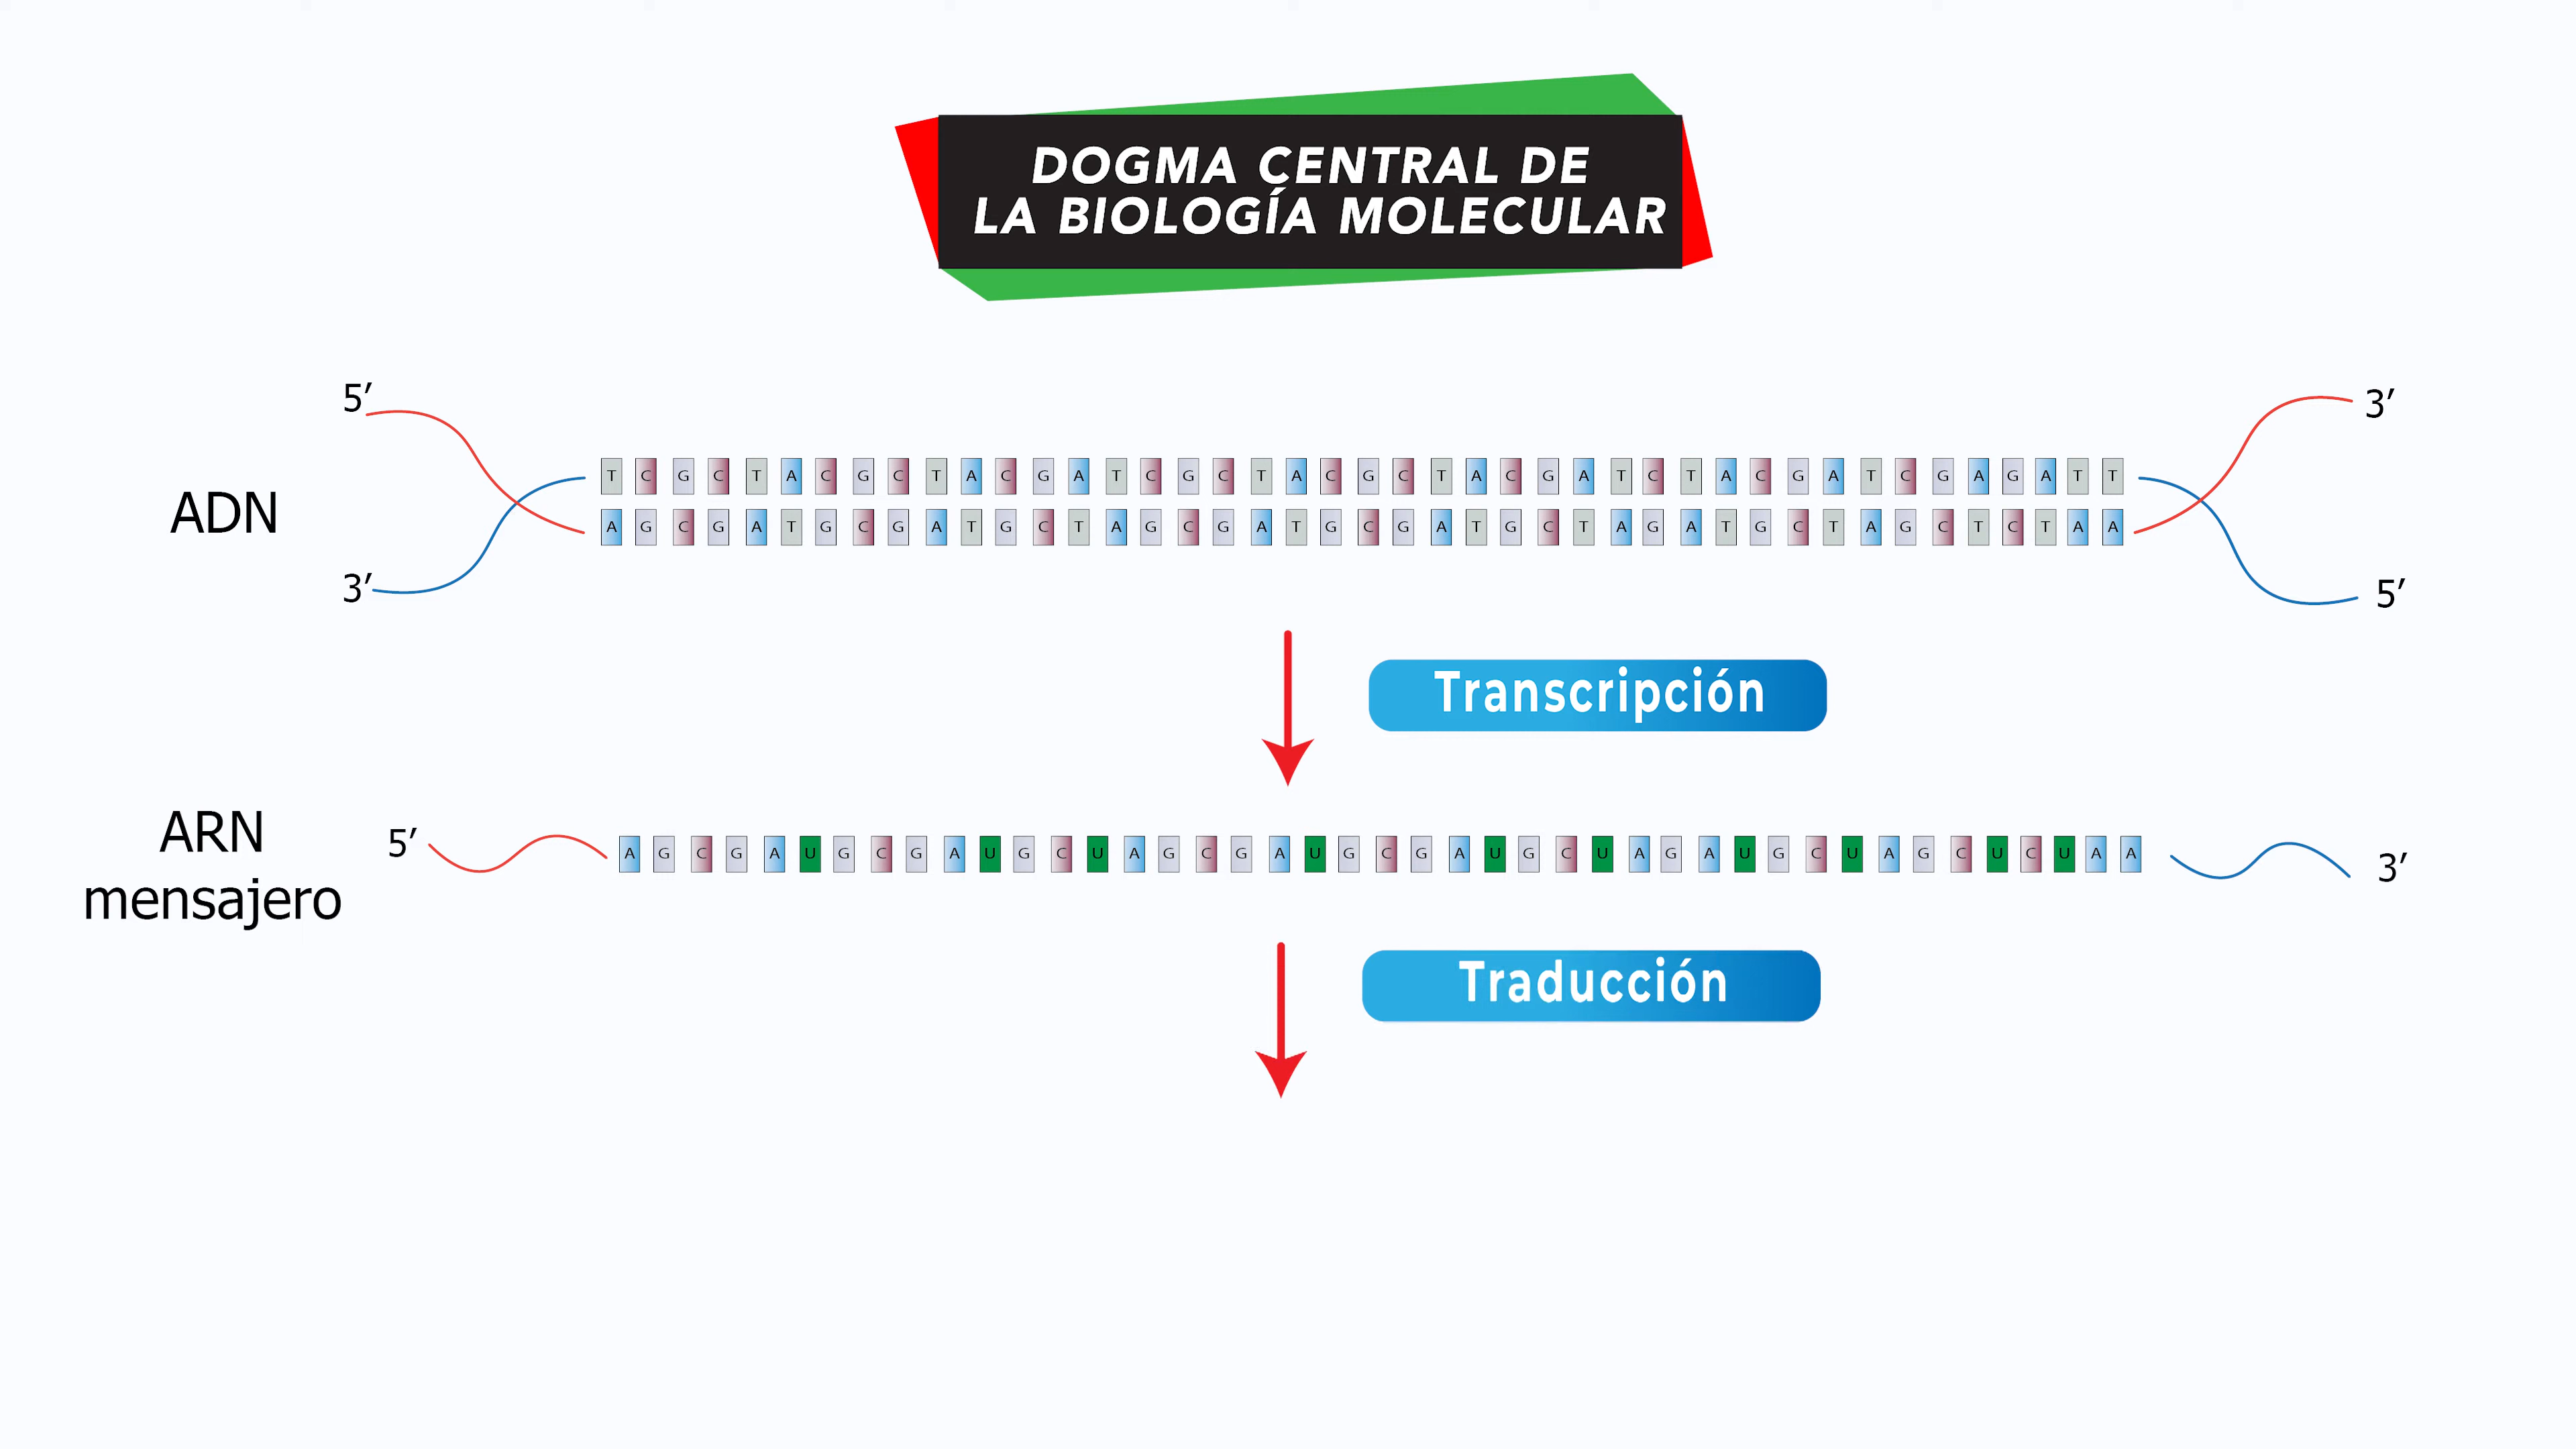 DOGMA CENTRAL DE
LA BIOLOGÍA MOLECULAR
5′
3′
T C G C T A C G C T A C G A T C G C T A C G C T A C G A T C T A C G A T C G A G A T T
ADN
A G C G A T G C G A T G C T A G C G A T G C G A T G C T A G A T G C T A G C T C T A A
3′
5′
Transcripción
ARN
mensajero
5′
A G C G A U G C G A U G C U A G C G A U G C G A U G C U A G A U G C U A G C U C U A A
3′
Traducción